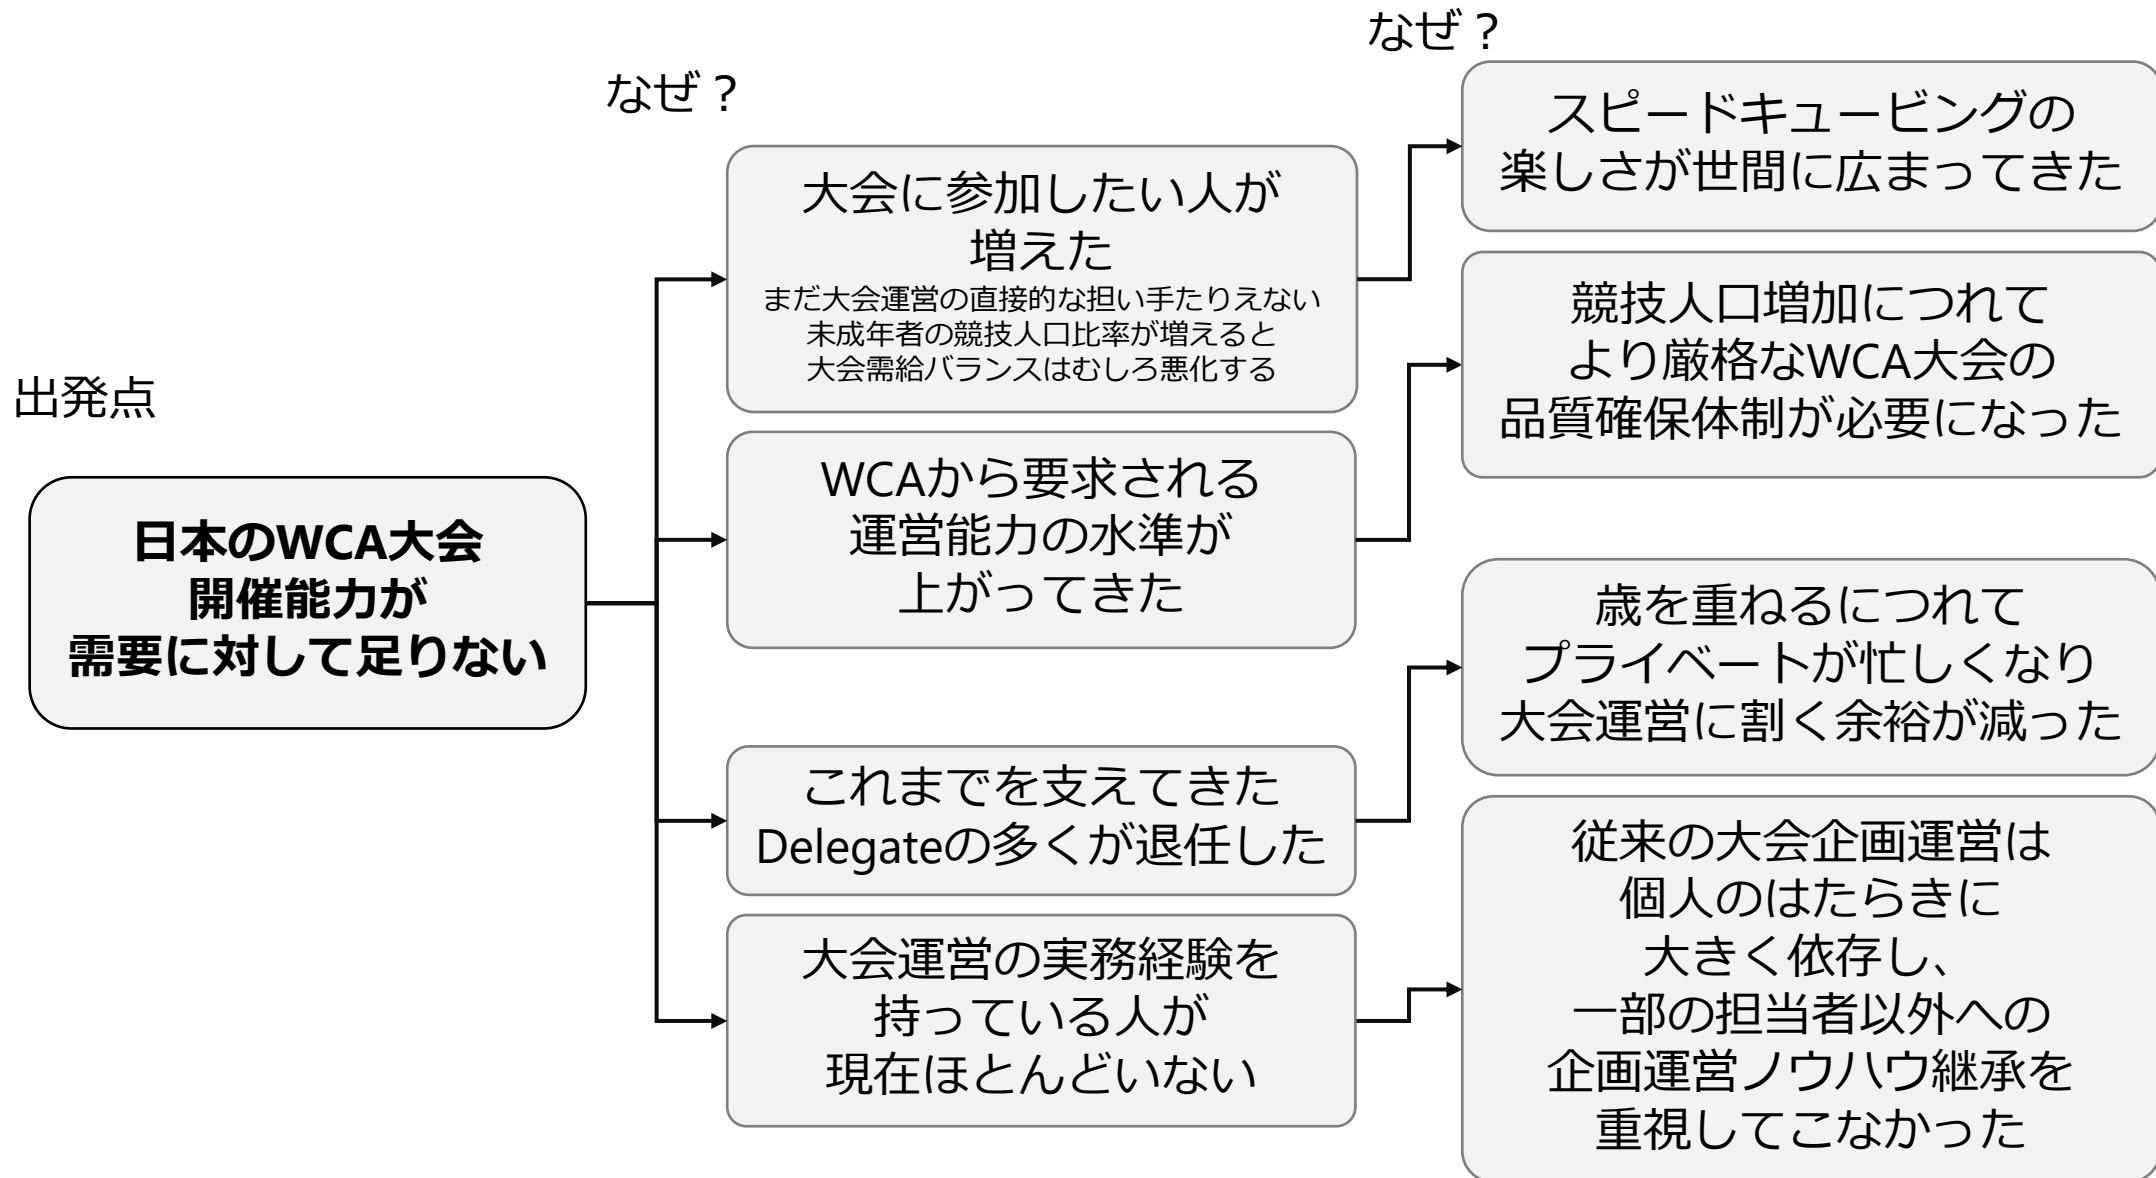 出発点
日本のWCA大会
開催能力が
需要に対して足りない
なぜ？
大会に参加したい人が
増えた
まだ大会運営の直接的な担い手たりえない
未成年者の競技人口比率が増えると
大会需給バランスはむしろ悪化する
WCAから要求される
運営能力の水準が
上がってきた
これまでを支えてきた
Delegateの多くが退任した
大会運営の実務経験を
持っている人が
現在ほとんどいない
なぜ？
スピードキュービングの
楽しさが世間に広まってきた
競技人口増加につれて
より厳格なWCA大会の
品質確保体制が必要になった
歳を重ねるにつれて
プライベートが忙しくなり
大会運営に割く余裕が減った
従来の大会企画運営は
個人のはたらきに
大きく依存し、
一部の担当者以外への
企画運営ノウハウ継承を
重視してこなかった